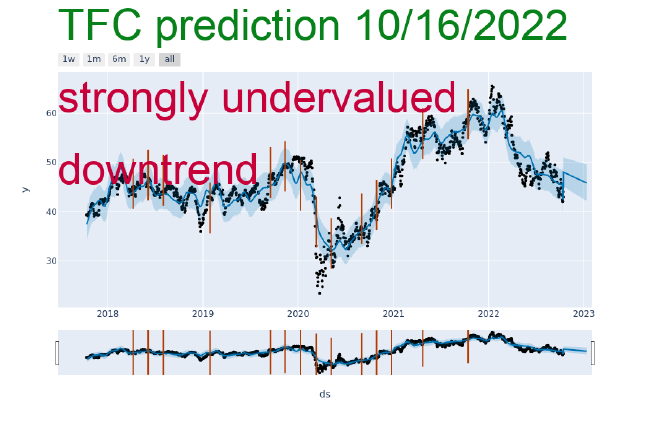 TFC prediction 10/16/2022
1w 1m 6m 1y all
strongly undervalued
60
downtrend
50
y
40
30
2018 2019 2020 2021 2022 2023
ds